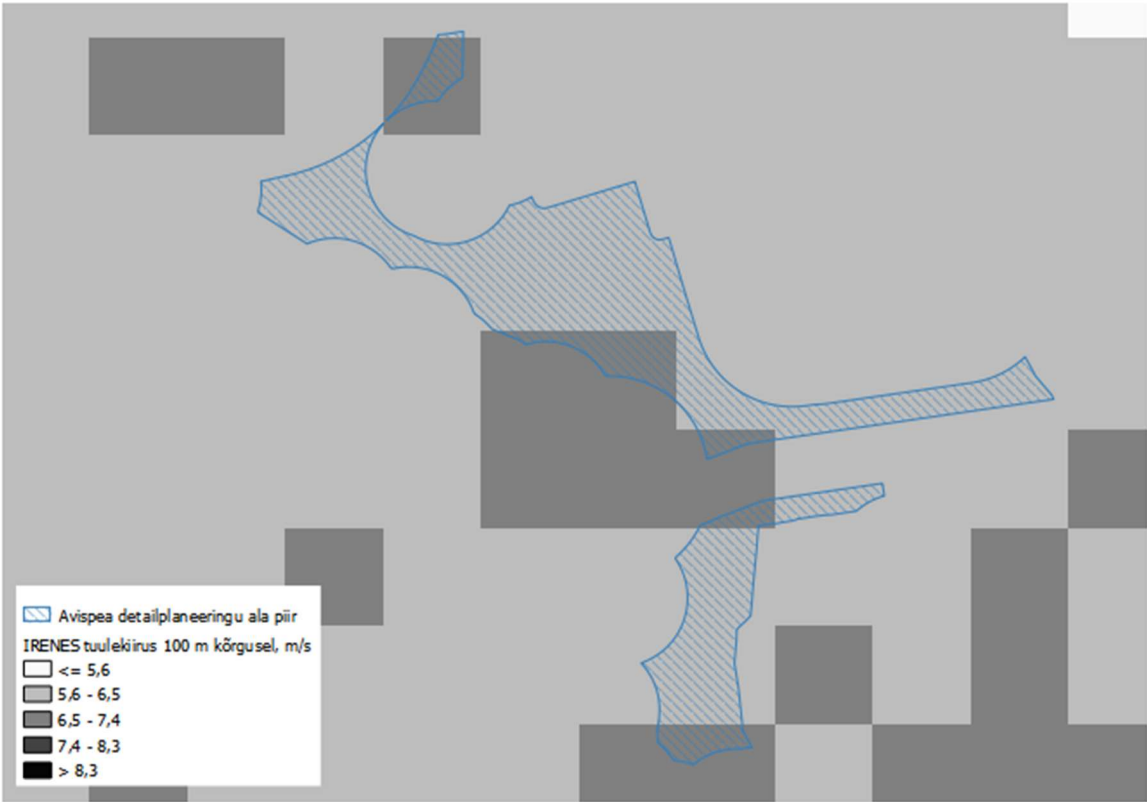 Avispea detailplaneeringu ala piir
IRENES tuulekiirus 100 m kõrgusel, m/s
<= 5,6
5,6 - 6,5
6,5 - 7,4
7,4 - 8,3
> 8,3